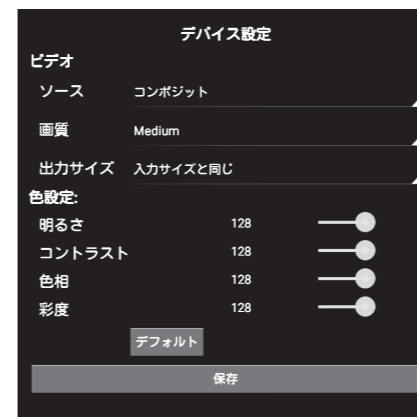 デバイス設定
ビデオ
ソース コンポジット
画質 Medium
出力サイズ 入力サイズと同じ
色設定:
明るさ 128
コントラスト 128
色相 128
彩度 128
デフォルト
保存